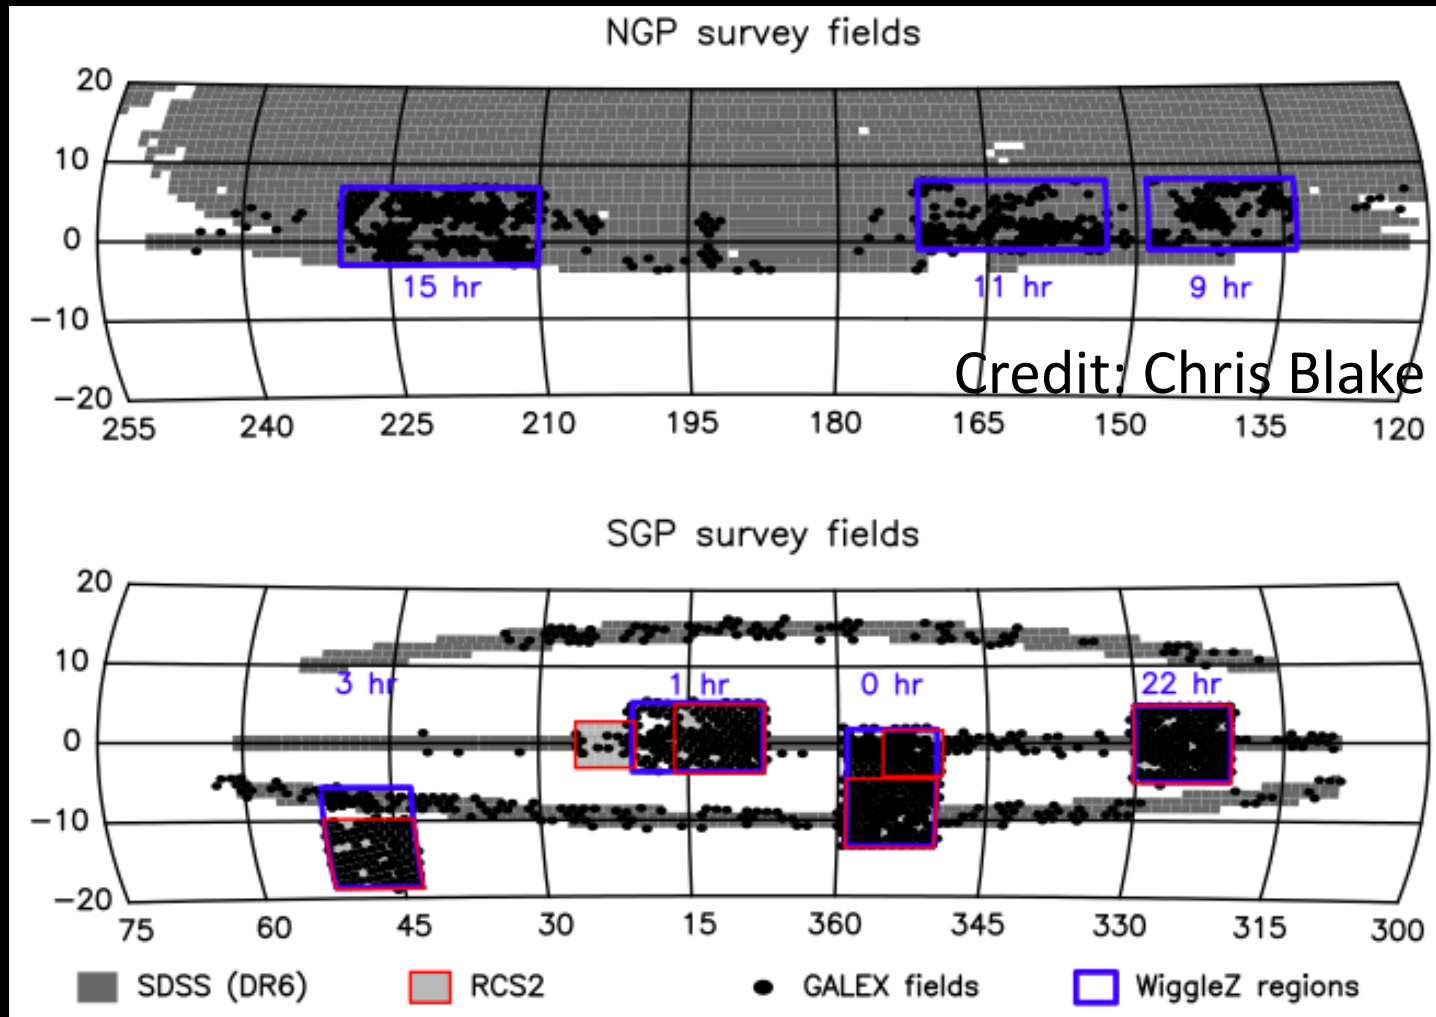 NGP survey fields
20
10
0
−10
−20
15 hr 11 hr 9 hr
Credit: Chris Blake
255 240 225 210 195 180 165 150 135 120
SGP survey fields
20
10
0
−10
−20
3 hr 1 hr 0 hr 22 hr
75 60 45 30 15 360 345 330 315 300
SDSS (DR6) RCS2 GALEX fields WiggleZ regions